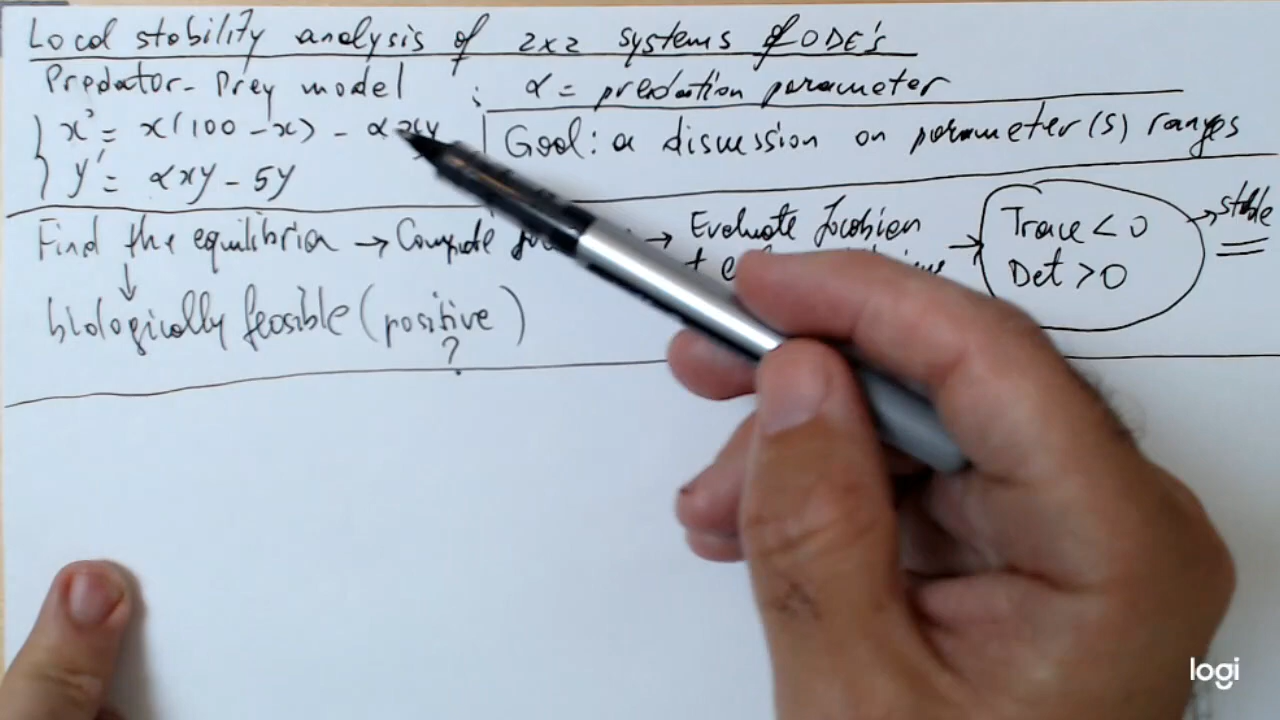 Local stability analysis of 2x2 systems of ODE's
Predator-Prey model ; α = predation parameter
x' = x(100 - x) - αxy
y' = αxy - 5y
Goal: a discussion on parameter(s) ranges
Find the equilibria → Compute → Evaluate Jacobian → Trace < 0 → stable
Det > 0
↓
biologically feasible (positive)
?
logi